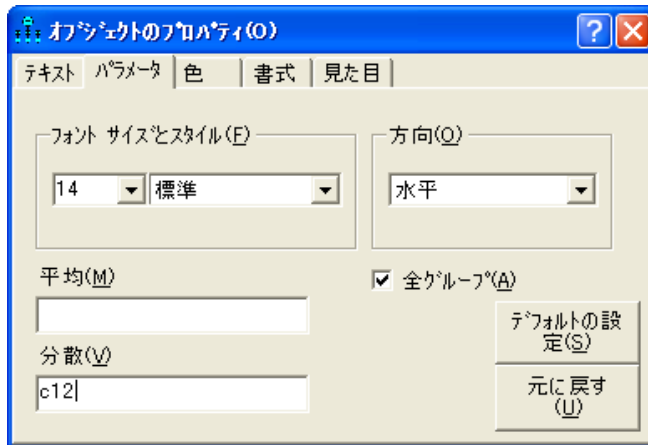 ｵﾌﾞｼﾞｪｸﾄのﾌﾟﾛﾊﾟﾃｨ(O)
テキスト ﾊﾟﾗﾒｰﾀ 色 書式 見た目
フォント サイズとスタイル(F)
14 標準
方向(O)
水平
平均(M)
全ｸﾞﾙｰﾌﾟ(A)
分散(V)
c12
デフォルトの設
定(S)
元に戻す
(U)